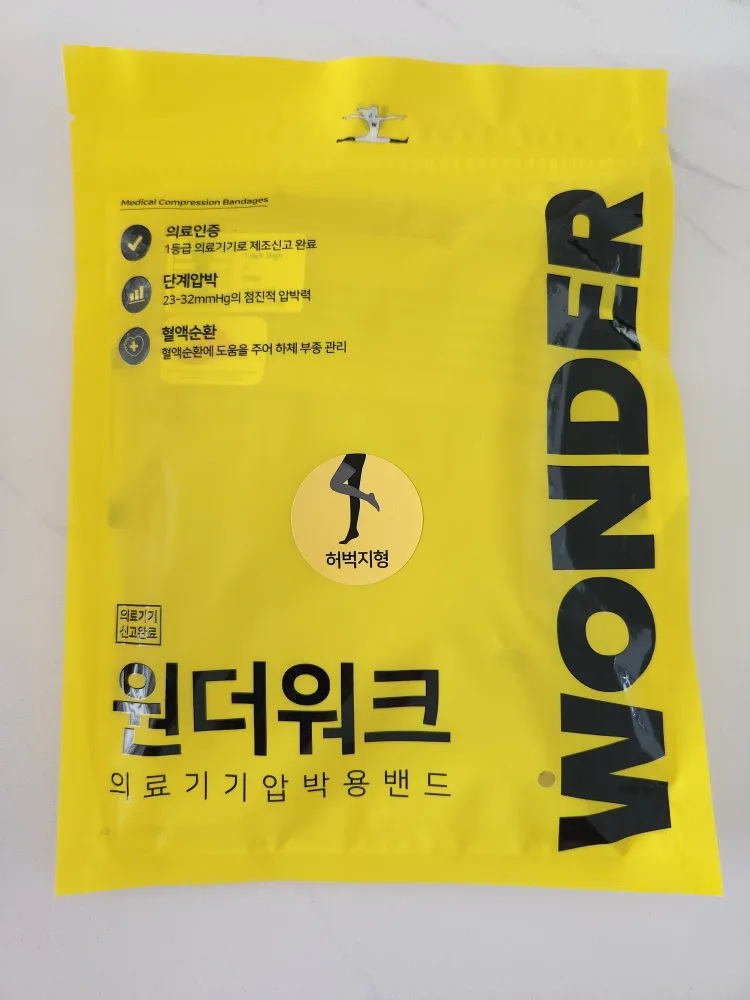 Medical Compression Bandages
의료인증
1등급 의료기기로 제조신고 완료
단계압박
23-32mmHg의 점진적 압박력
혈액순환
혈액순환에 도움을 주어 하체 부종 관리
WONDER
허벅지형
의료기기
신고완료
원더워크
의료기기압박용밴드